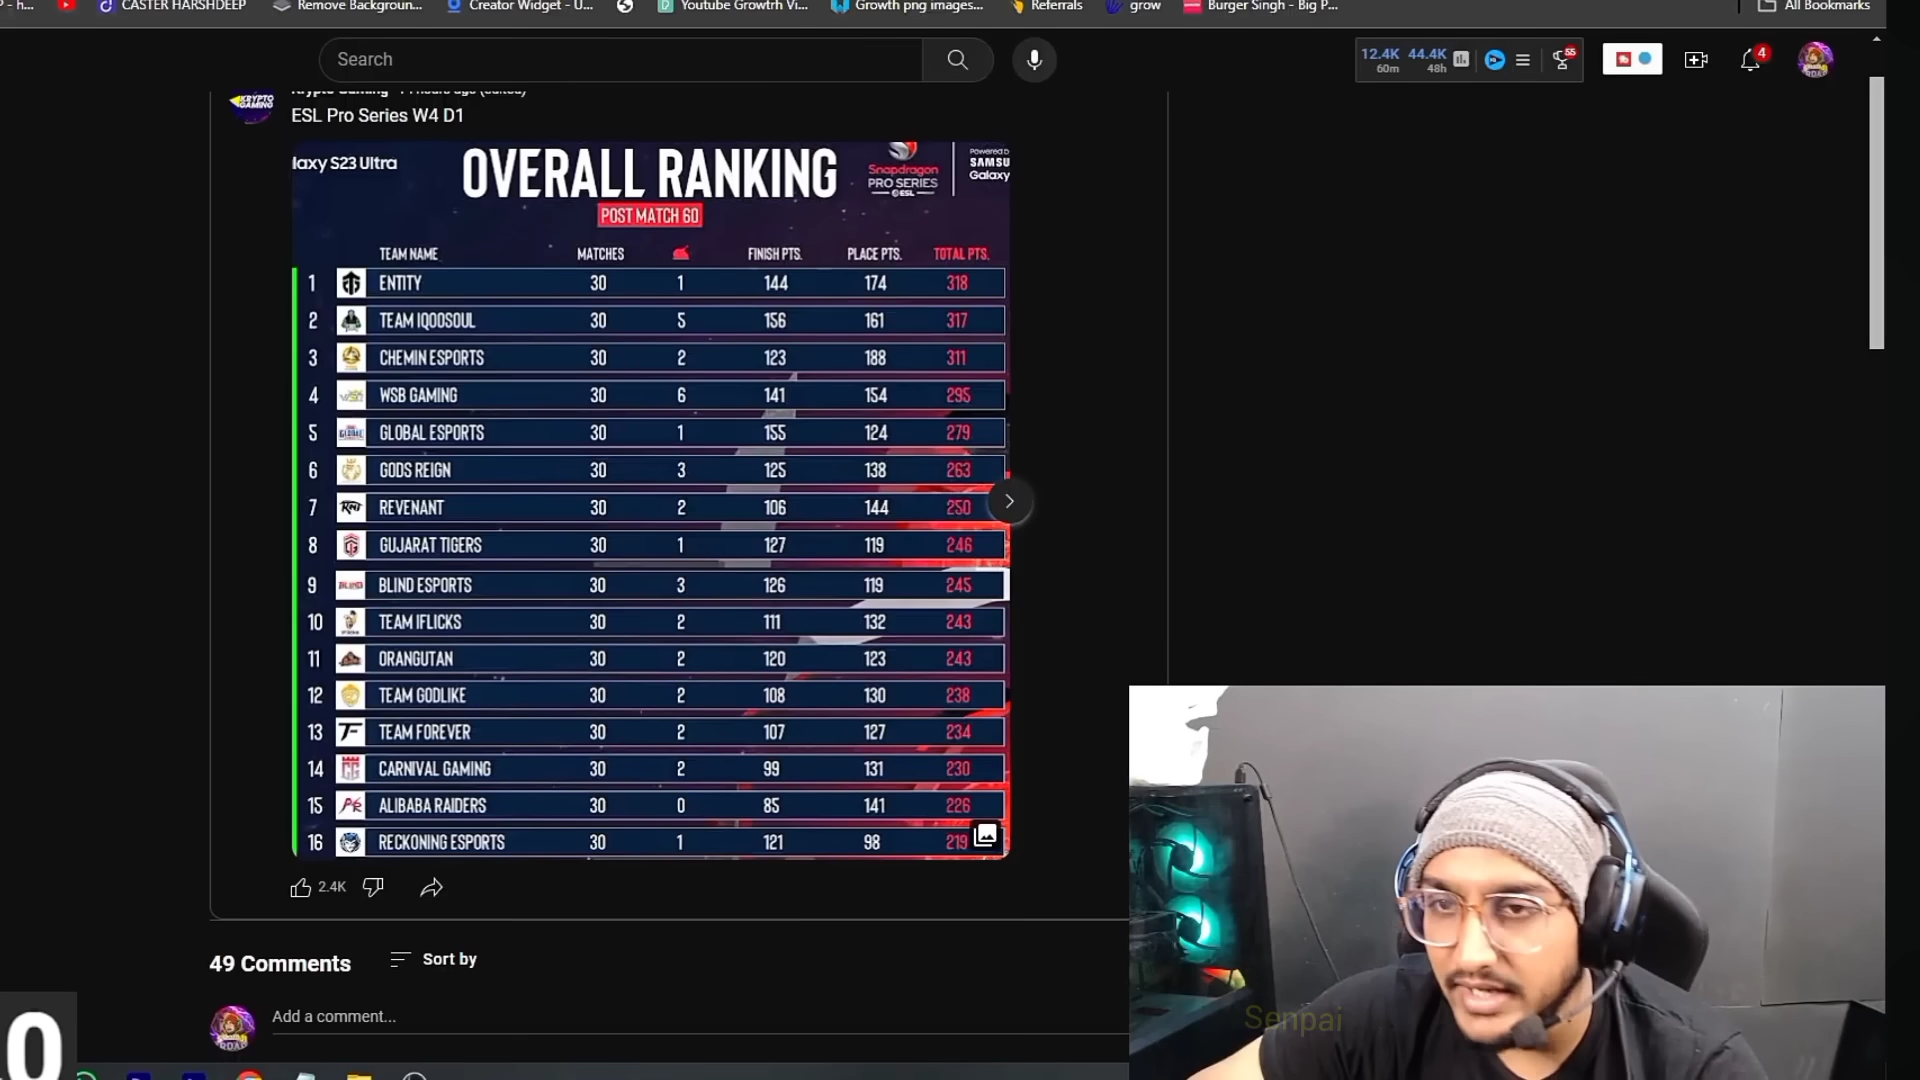 CASTER HARSHDEEP
Remove Backgroun...
Creator Widget - U...
Youtube Growtrh Vi...
Growth png images...
Referrals
grow
Burger Singh - Big P...
All Bookmarks
Search
12.4K 44.4K
60m 48h
55
4
Krypto Gaming
KRYPTO
GAMING
ESL Pro Series W4 D1
laxy S23 Ultra
OVERALL RANKING
Snapdragon
PRO SERIES
ESL
Powered b
SAMSU
Galaxy
POST MATCH 60
TEAM NAME MATCHES FINISH PTS. PLACE PTS. TOTAL PTS.
1 ENTITY 30 1 144 174 318
2 TEAM IQOOSOUL 30 5 156 161 317
3 CHEMIN ESPORTS 30 2 123 188 311
4 WSB GAMING 30 6 141 154 295
5 GLOBAL ESPORTS 30 1 155 124 279
6 GODS REIGN 30 3 125 138 263
7 REVENANT 30 2 106 144 250
8 GUJARAT TIGERS 30 1 127 119 246
9 BLIND ESPORTS 30 3 126 119 245
10 TEAM IFLICKS 30 2 111 132 243
11 ORANGUTAN 30 2 120 123 243
12 TEAM GODLIKE 30 2 108 130 238
13 TEAM FOREVER 30 2 107 127 234
14 CARNIVAL GAMING 30 2 99 131 230
15 ALIBABA RAIDERS 30 0 85 141 226
16 RECKONING ESPORTS 30 1 121 98 219
2.4K
49 Comments
Sort by
Add a comment...
Senpai